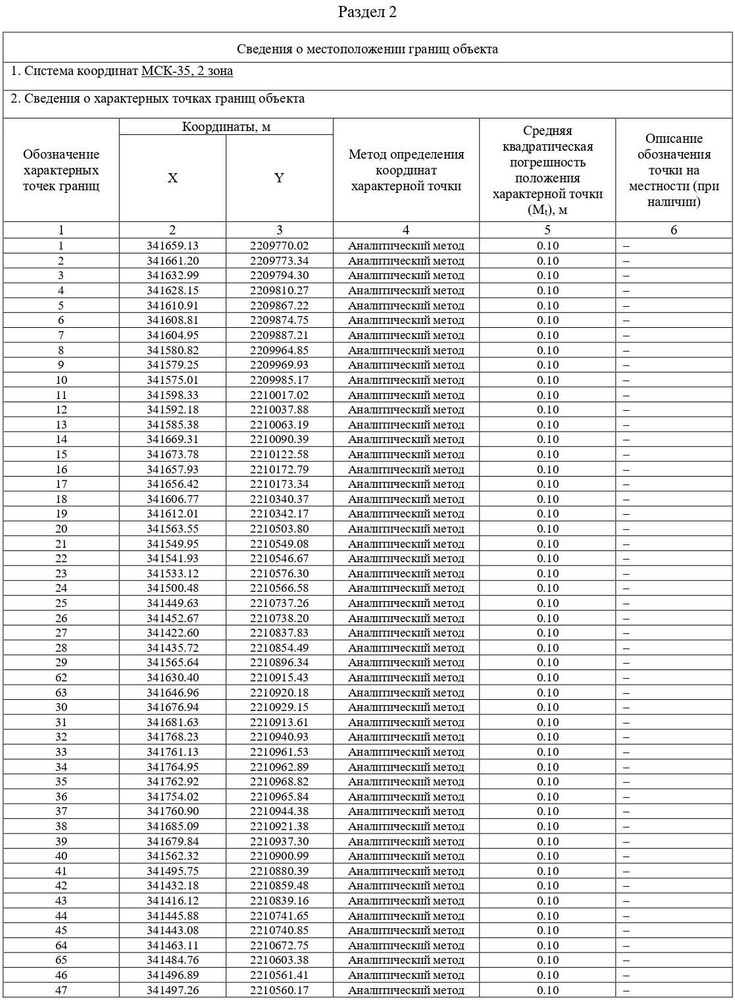 Раздел 2
Сведения о местоположении границ объекта
1. Система координат МСК-35, 2 зона
2. Сведения о характерных точках границ объекта
Обозначение характерных точек границ
Координаты, м
X
Y
Метод определения координат характерной точки
Средняя квадратическая погрешность положения характерной точки (Mt), м
Описание обозначения точки на местности (при наличии)
1 2 3 4 5 6
1 341659.13 2209770.02 Аналитический метод 0.10 –
2 341661.20 2209773.34 Аналитический метод 0.10 –
3 341632.99 2209794.30 Аналитический метод 0.10 –
4 341628.15 2209810.27 Аналитический метод 0.10 –
5 341610.91 2209867.22 Аналитический метод 0.10 –
6 341608.81 2209874.75 Аналитический метод 0.10 –
7 341604.95 2209887.21 Аналитический метод 0.10 –
8 341580.82 2209964.85 Аналитический метод 0.10 –
9 341579.25 2209969.93 Аналитический метод 0.10 –
10 341575.01 2209985.17 Аналитический метод 0.10 –
11 341598.33 2210017.02 Аналитический метод 0.10 –
12 341592.18 2210037.88 Аналитический метод 0.10 –
13 341585.38 2210063.19 Аналитический метод 0.10 –
14 341669.31 2210090.39 Аналитический метод 0.10 –
15 341673.78 2210122.58 Аналитический метод 0.10 –
16 341657.93 2210172.79 Аналитический метод 0.10 –
17 341656.42 2210173.34 Аналитический метод 0.10 –
18 341606.77 2210340.37 Аналитический метод 0.10 –
19 341612.01 2210342.17 Аналитический метод 0.10 –
20 341563.55 2210503.80 Аналитический метод 0.10 –
21 341549.95 2210549.08 Аналитический метод 0.10 –
22 341541.93 2210546.67 Аналитический метод 0.10 –
23 341533.12 2210576.30 Аналитический метод 0.10 –
24 341500.48 2210566.58 Аналитический метод 0.10 –
25 341449.63 2210737.26 Аналитический метод 0.10 –
26 341452.67 2210738.20 Аналитический метод 0.10 –
27 341422.60 2210837.83 Аналитический метод 0.10 –
28 341435.72 2210854.49 Аналитический метод 0.10 –
29 341565.64 2210896.34 Аналитический метод 0.10 –
62 341630.40 2210915.43 Аналитический метод 0.10 –
63 341646.96 2210920.18 Аналитический метод 0.10 –
30 341676.94 2210929.15 Аналитический метод 0.10 –
31 341681.63 2210913.61 Аналитический метод 0.10 –
32 341768.23 2210940.93 Аналитический метод 0.10 –
33 341761.13 2210961.53 Аналитический метод 0.10 –
34 341764.95 2210962.89 Аналитический метод 0.10 –
35 341762.92 2210968.82 Аналитический метод 0.10 –
36 341754.02 2210965.84 Аналитический метод 0.10 –
37 341760.90 2210944.38 Аналитический метод 0.10 –
38 341685.09 2210921.38 Аналитический метод 0.10 –
39 341679.84 2210937.30 Аналитический метод 0.10 –
40 341562.32 2210900.99 Аналитический метод 0.10 –
41 341495.75 2210880.39 Аналитический метод 0.10 –
42 341432.18 2210859.48 Аналитический метод 0.10 –
43 341416.12 2210839.16 Аналитический метод 0.10 –
44 341445.88 2210741.65 Аналитический метод 0.10 –
45 341443.08 2210740.85 Аналитический метод 0.10 –
64 341463.11 2210672.75 Аналитический метод 0.10 –
65 341484.76 2210603.38 Аналитический метод 0.10 –
46 341496.89 2210561.41 Аналитический метод 0.10 –
47 341497.26 2210560.17 Аналитический метод 0.10 –